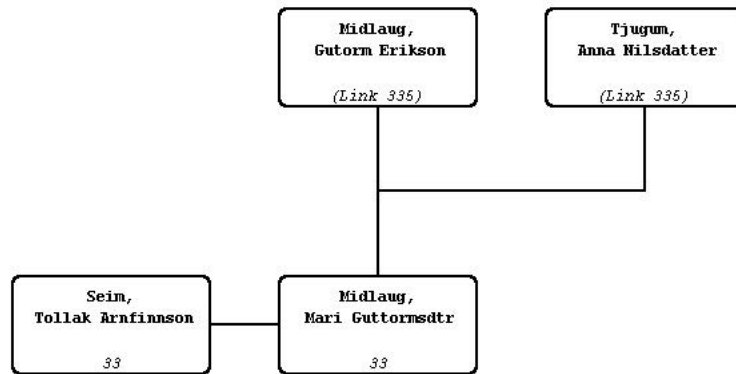 Midlaug,
Gutorm Erikson
(Link 335)
Tjugum,
Anna Nilsdatter
(Link 335)
Seim,
Tollak Arnfinnson
33
Midlaug,
Mari Guttormsdtr
33